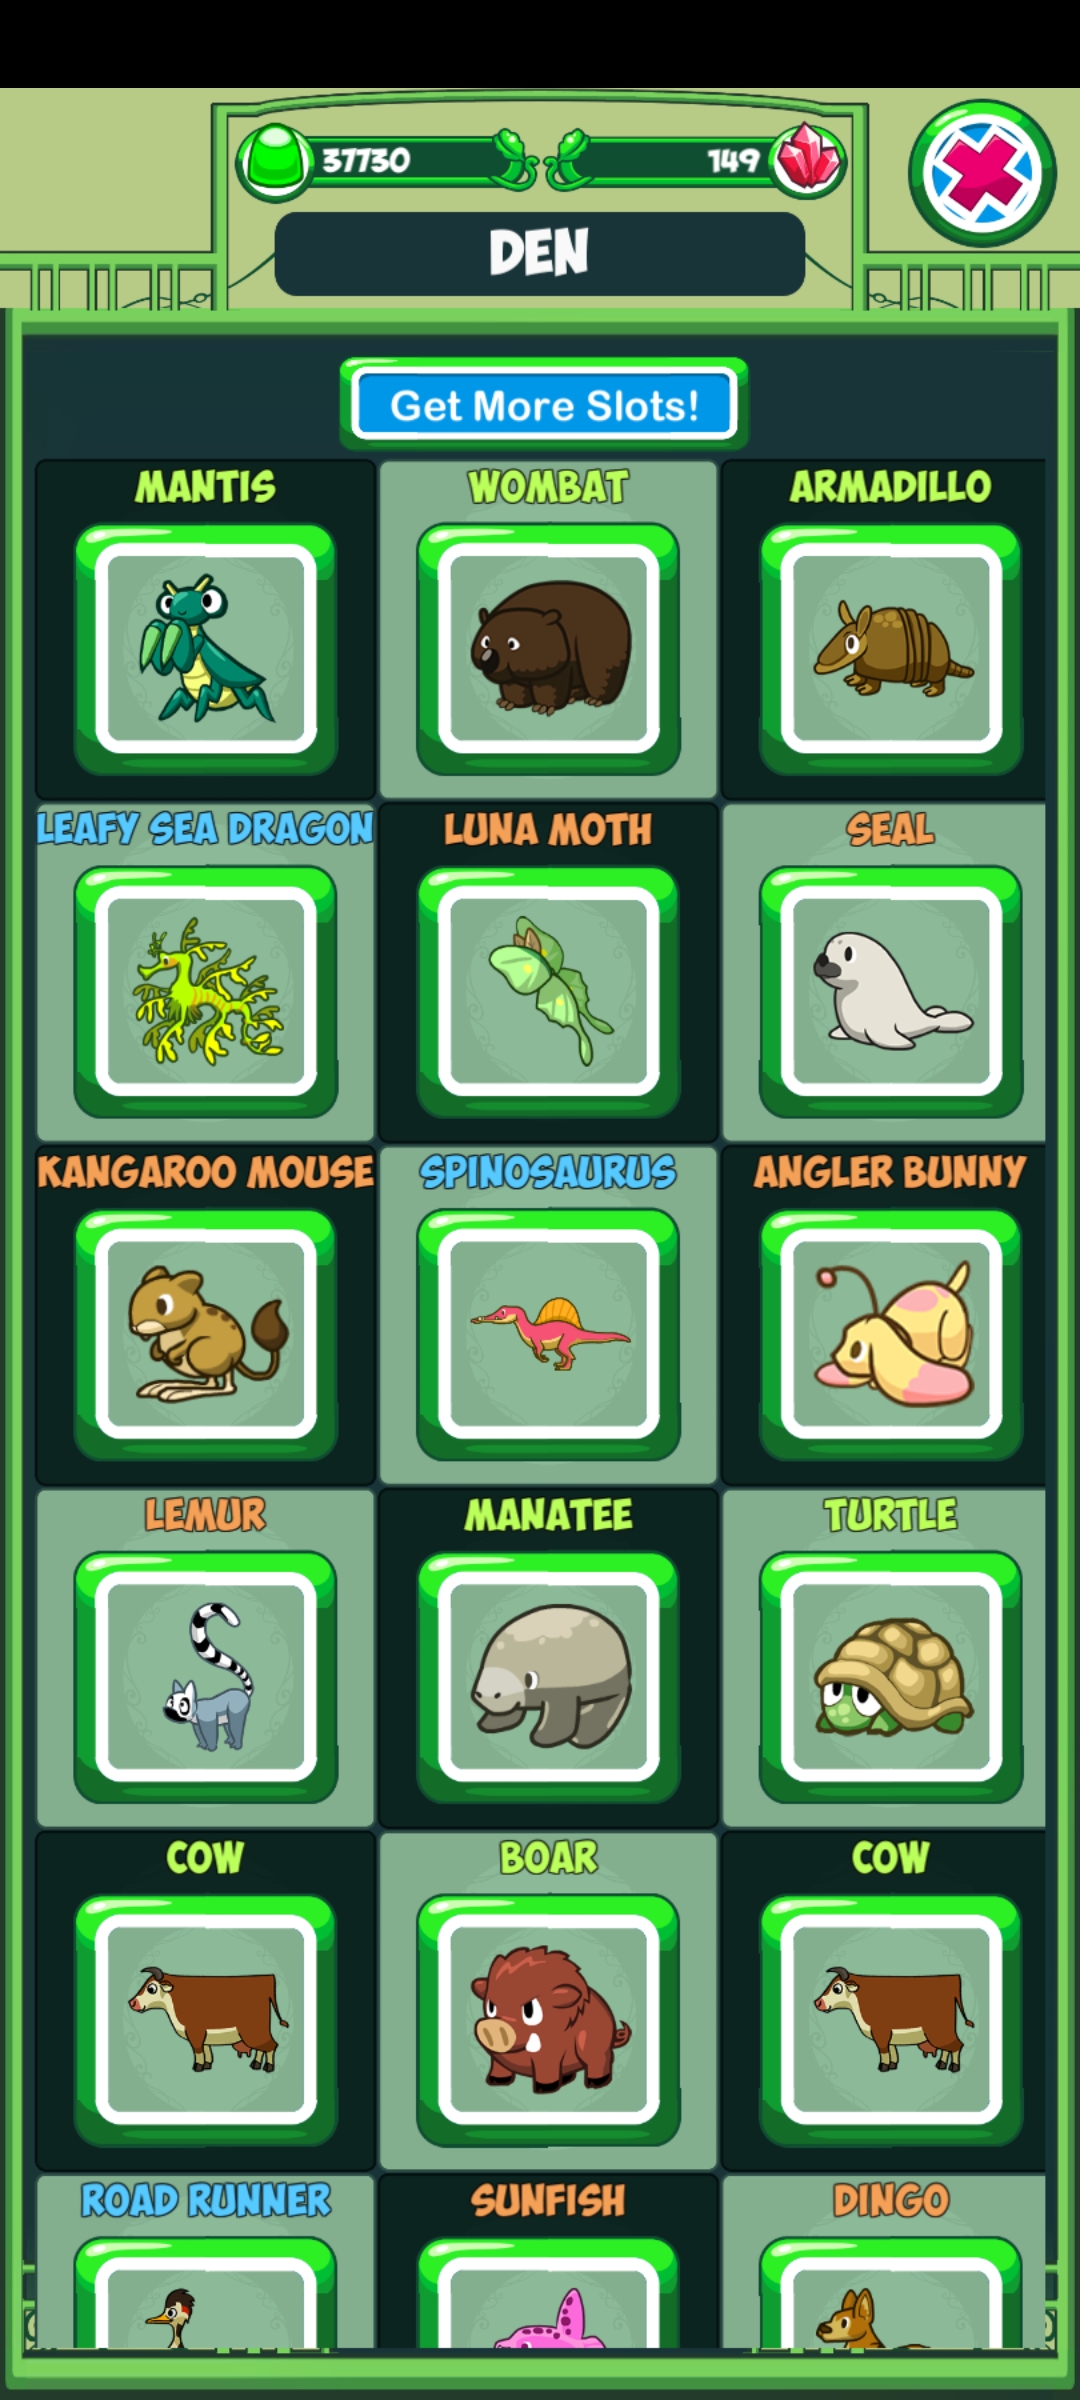 37730
149
DEN
Get More Slots!
MANTIS
WOMBAT
ARMADILLO
LEAFY SEA DRAGON
LUNA MOTH
SEAL
KANGAROO MOUSE
SPINOSAURUS
ANGLER BUNNY
LEMUR
MANATEE
TURTLE
COW
BOAR
COW
ROAD RUNNER
SUNFISH
DINGO